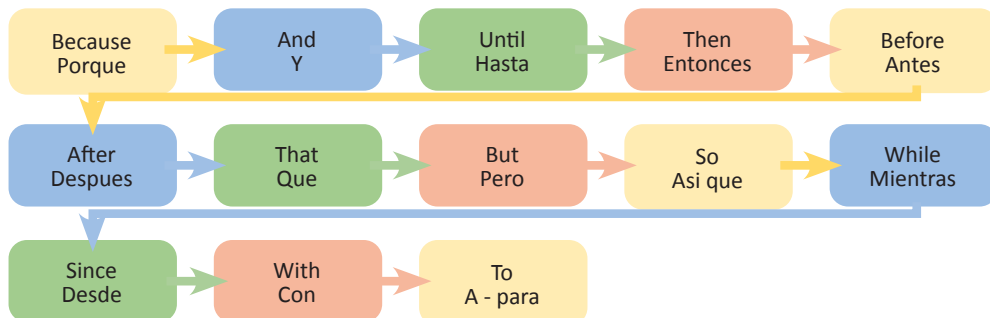 Because
Porque
And
Y
Until
Hasta
Then
Entonces
Before
Antes
After
Despues
That
Que
But
Pero
So
Asi que
While
Mientras
Since
Desde
With
Con
To
A - para